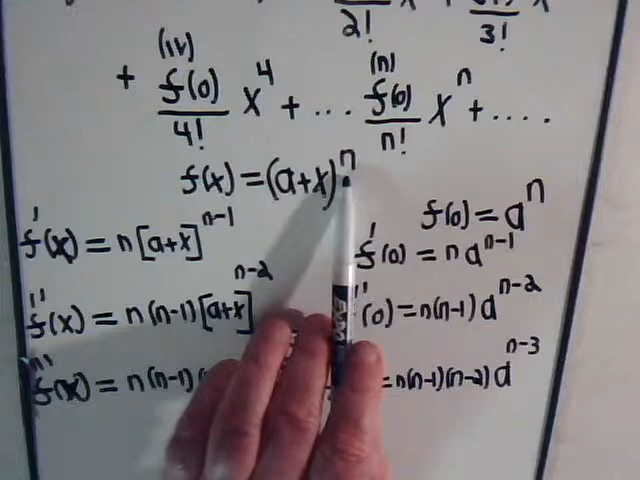 2! x 3! x
+ f^(iv)(0)/4! x^4 + ... f^(n)(0)/n! x^n + ....
f(x) = (a+x)^n
f(0) = a^n
f'(x) = n[a+x]^n-1
f'(0) = na^n-1
f''(x) = n(n-1)[a+x]^n-2
''(0) = n(n-1)a^n-2
f'''(x) = n(n-1)(
= n(n-1)(n-2)a^n-3
EXPO